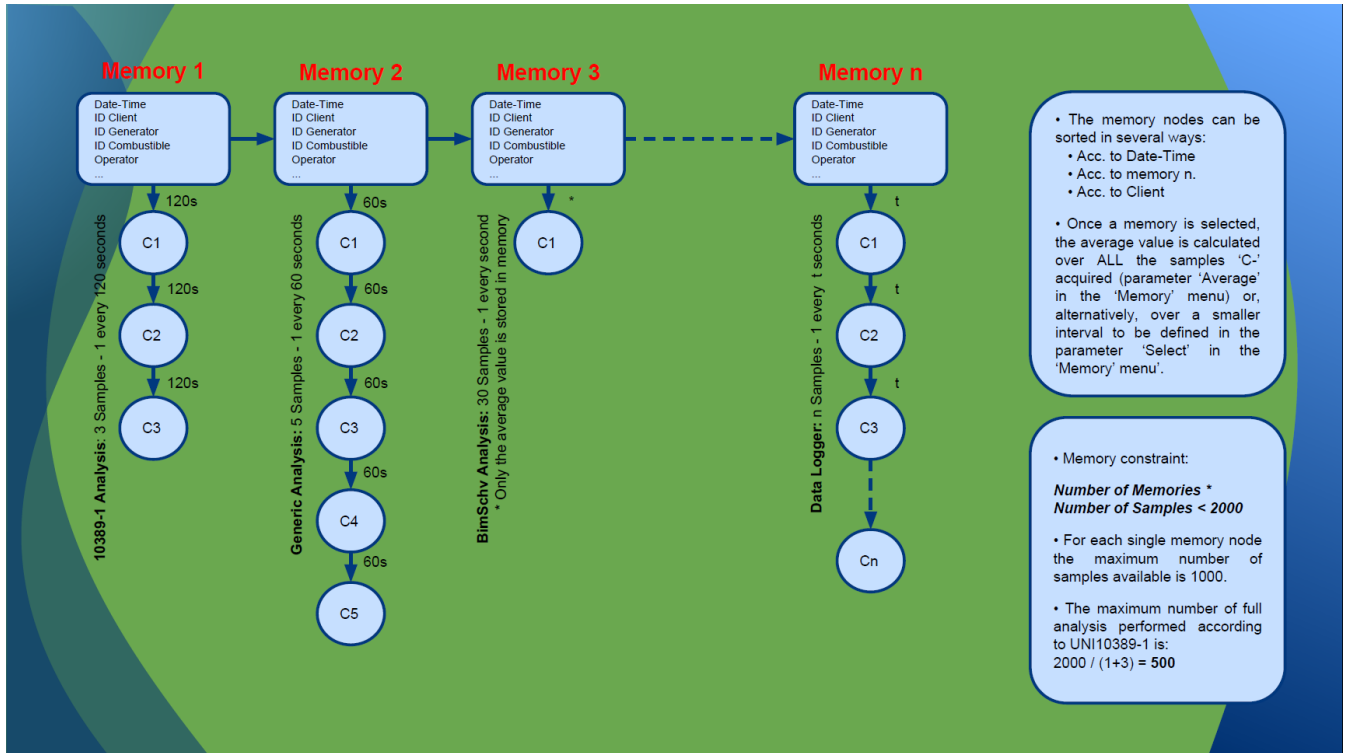 Memory 1
Date-Time
ID Client
ID Generator
ID Combustible
Operator
...
120s
C1
120s
C2
120s
C3
10389-1 Analysis: 3 Samples - 1 every 120 seconds
Memory 2
Date-Time
ID Client
ID Generator
ID Combustible
Operator
...
60s
C1
60s
C2
60s
C3
60s
C4
60s
C5
Generic Analysis: 5 Samples - 1 every 60 seconds
Memory 3
Date-Time
ID Client
ID Generator
ID Combustible
Operator
...
*
C1
BimSchv Analysis: 30 Samples - 1 every second
* Only the average value is stored in memory
Memory n
Date-Time
ID Client
ID Generator
ID Combustible
Operator
...
t
C1
t
C2
t
C3
Cn
Data Logger: n Samples - 1 every t seconds
• The memory nodes can be
sorted in several ways:
• Acc. to Date-Time
• Acc. to memory n.
• Acc. to Client
• Once a memory is selected,
the average value is calculated
over ALL the samples ‘C-’
acquired (parameter ‘Average’
in the ‘Memory’ menu) or,
alternatively, over a smaller
interval to be defined in the
parameter ‘Select’ in the
‘Memory’ menu’.
• Memory constraint:
Number of Memories *
Number of Samples < 2000
• For each single memory node
the maximum number of
samples available is 1000.
• The maximum number of full
analysis performed according
to UNI10389-1 is:
2000 / (1+3) = 500